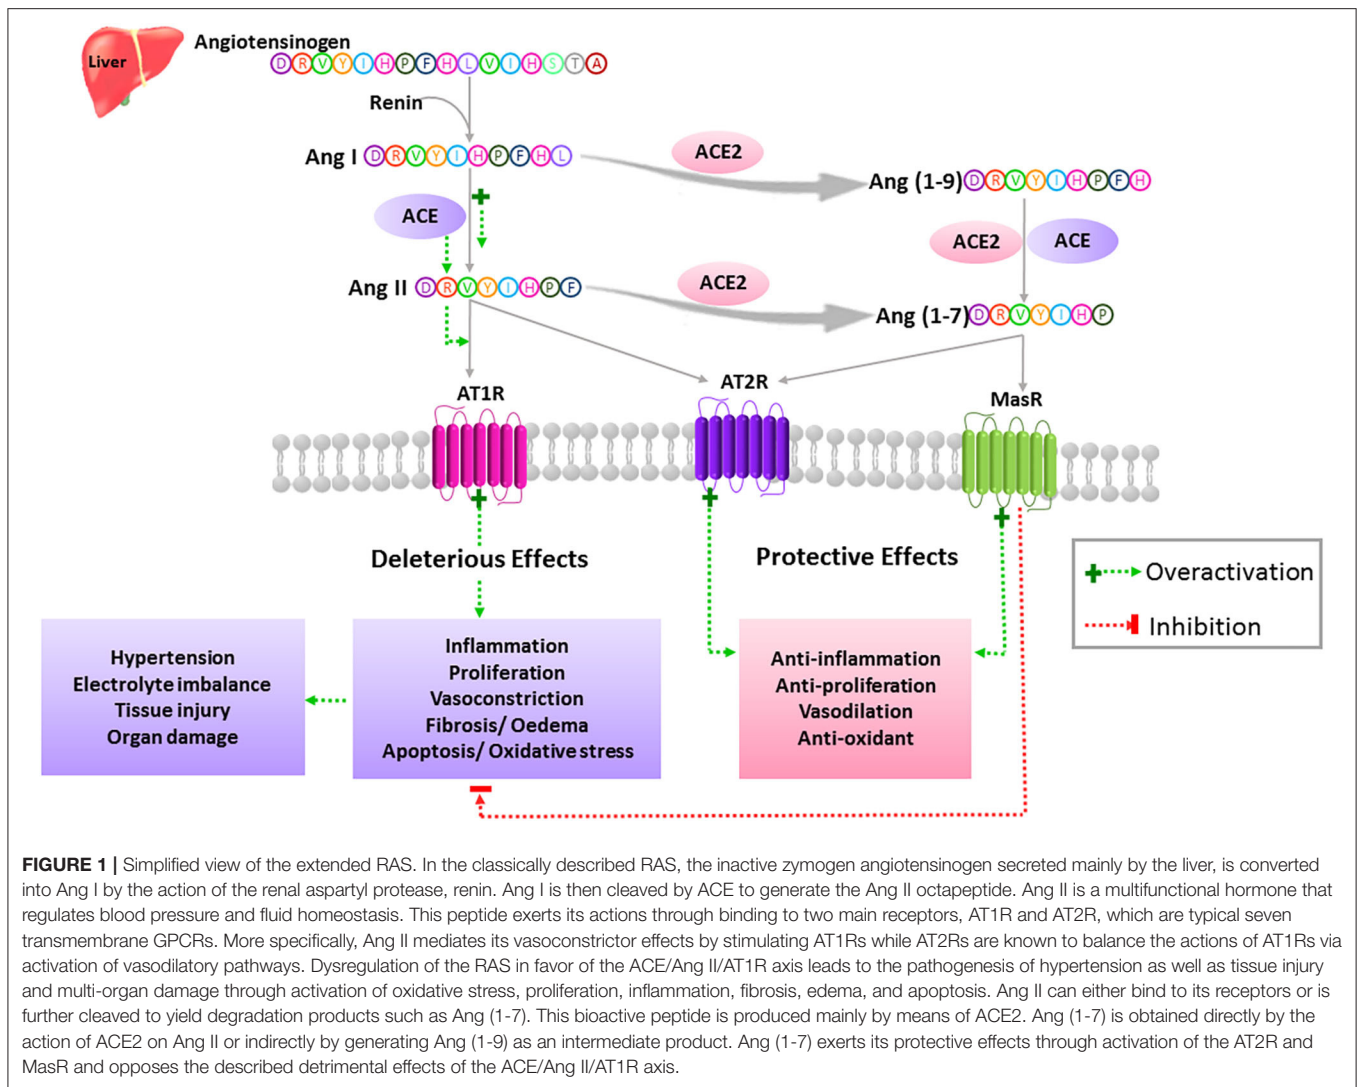 Liver
Angiotensinogen
D R V Y I H P F H L V I H S T A
Renin
Ang I D R V Y I H P F H L
ACE2
Ang (1-9) D R V Y I H P F H
ACE
ACE2
ACE
Ang II D R V Y I H P F
ACE2
Ang (1-7) D R V Y I H P
AT1R
AT2R
MasR
Deleterious Effects
Protective Effects
Overactivation
Inhibition
Hypertension
Electrolyte imbalance
Tissue injury
Organ damage
Inflammation
Proliferation
Vasoconstriction
Fibrosis/ Oedema
Apoptosis/ Oxidative stress
Anti-inflammation
Anti-proliferation
Vasodilation
Anti-oxidant
FIGURE 1 | Simplified view of the extended RAS. In the classically described RAS, the inactive zymogen angiotensinogen secreted mainly by the liver, is converted
into Ang I by the action of the renal aspartyl protease, renin. Ang I is then cleaved by ACE to generate the Ang II octapeptide. Ang II is a multifunctional hormone that
regulates blood pressure and fluid homeostasis. This peptide exerts its actions through binding to two main receptors, AT1R and AT2R, which are typical seven
transmembrane GPCRs. More specifically, Ang II mediates its vasoconstrictor effects by stimulating AT1Rs while AT2Rs are known to balance the actions of AT1Rs via
activation of vasodilatory pathways. Dysregulation of the RAS in favor of the ACE/Ang II/AT1R axis leads to the pathogenesis of hypertension as well as tissue injury
and multi-organ damage through activation of oxidative stress, proliferation, inflammation, fibrosis, edema, and apoptosis. Ang II can either bind to its receptors or is
further cleaved to yield degradation products such as Ang (1-7). This bioactive peptide is produced mainly by means of ACE2. Ang (1-7) is obtained directly by the
action of ACE2 on Ang II or indirectly by generating Ang (1-9) as an intermediate product. Ang (1-7) exerts its protective effects through activation of the AT2R and
MasR and opposes the described detrimental effects of the ACE/Ang II/AT1R axis.